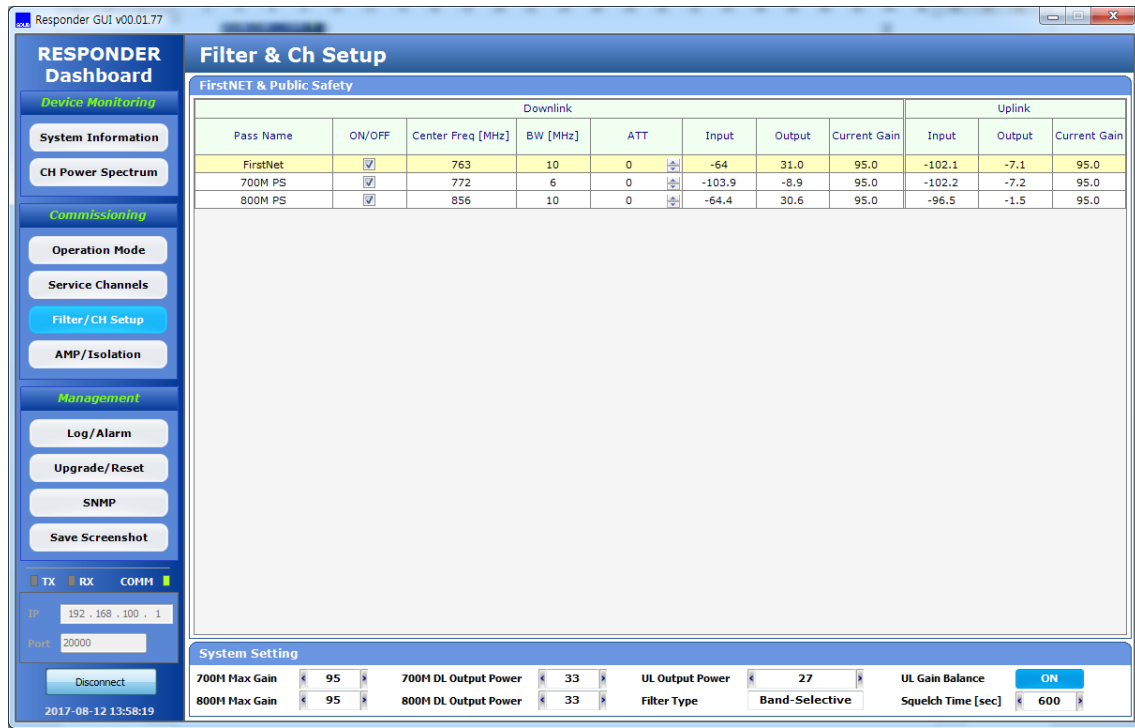 SOLiD Responder GUI v00.01.77
RESPONDER
Dashboard
Device Monitoring
System Information
CH Power Spectrum
Commissioning
Operation Mode
Service Channels
Filter/CH Setup
AMP/Isolation
Management
Log/Alarm
Upgrade/Reset
SNMP
Save Screenshot
TX RX COMM
IP 192 . 168 . 100 . 1
Port 20000
Disconnect
2017-08-12 13:58:19
Filter & Ch Setup
FirstNET & Public Safety
Downlink Uplink
Pass Name ON/OFF Center Freq [MHz] BW [MHz] ATT Input Output Current Gain Input Output Current Gain
FirstNet 763 10 0 -64 31.0 95.0 -102.1 -7.1 95.0
700M PS 772 6 0 -103.9 -8.9 95.0 -102.2 -7.2 95.0
800M PS 856 10 0 -64.4 30.6 95.0 -96.5 -1.5 95.0
System Setting
700M Max Gain 95 700M DL Output Power 33 UL Output Power 27 UL Gain Balance ON
800M Max Gain 95 800M DL Output Power 33 Filter Type Band-Selective Squelch Time [sec] 600